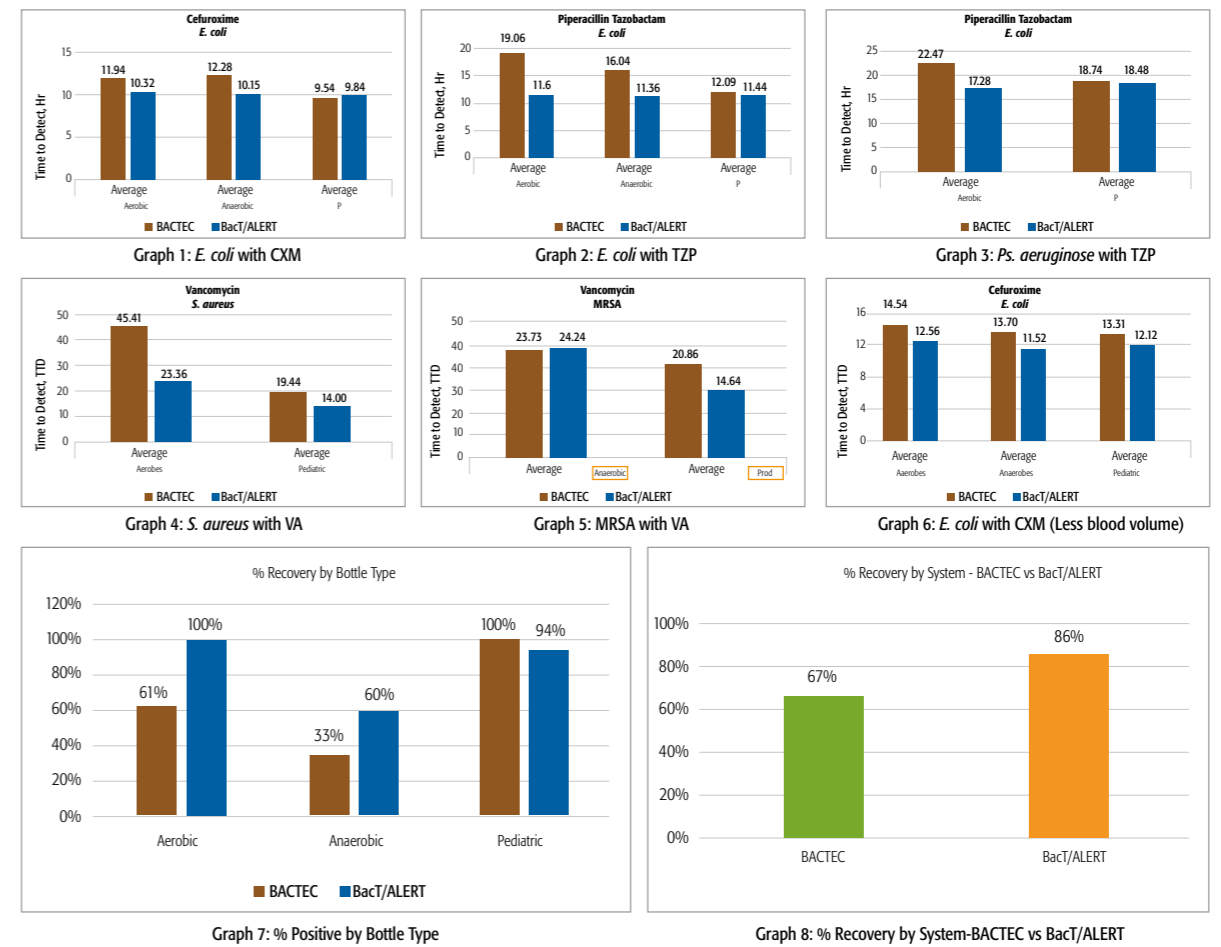 Cefuroxime
E. coli
Time to Detect, Hr
15
10
5
0
11.94
10.32
12.28
10.15
9.54
9.84
Average
Average
Average
Aerobic
Anaerobic
P
BACTEC
BacT/ALERT
Graph 1: E. coli with CXM
Piperacillin Tazobactam
E. coli
Time to Detect, Hr
20
15
10
5
0
19.06
11.6
16.04
11.36
12.09
11.44
Average
Average
Average
Aerobic
Anaerobic
P
BACTEC
BacT/ALERT
Graph 2: E. coli with TZP
Piperacillin Tazobactam
E. coli
Time to Detect, Hr
25
20
15
10
5
0
22.47
17.28
18.74
18.48
Average
Average
Aerobic
P
BACTEC
BacT/ALERT
Graph 3: Ps. aeruginose with TZP
Vancomycin
S. aureus
Time to Detect, TTD
50
40
30
20
10
0
45.41
23.36
19.44
14.00
Average
Average
Aerobes
Pediatric
BACTEC
BacT/ALERT
Graph 4: S. aureus with VA
Vancomycin
MRSA
Time to Detect, TTD
50
40
40
30
20
10
0
23.73
24.24
20.86
14.64
Average
Anaerobic
Average
Prod
BACTEC
BacT/ALERT
Graph 5: MRSA with VA
Cefuroxime
E. coli
Time to Detect, TTD
16
12
8
4
0
14.54
12.56
13.70
11.52
13.31
12.12
Average
Average
Average
Aaerobes
Anaerobes
Pediatric
BACTEC
BacT/ALERT
Graph 6: E. coli with CXM (Less blood volume)
% Recovery by Bottle Type
120%
100%
80%
60%
40%
20%
0%
61%
100%
33%
60%
100%
94%
Aerobic
Anaerobic
Pediatric
BACTEC
BacT/ALERT
Graph 7: % Positive by Bottle Type
% Recovery by System - BACTEC vs BacT/ALERT
100%
80%
60%
40%
20%
0%
67%
86%
BACTEC
BacT/ALERT
Graph 8: % Recovery by System-BACTEC vs BacT/ALERT